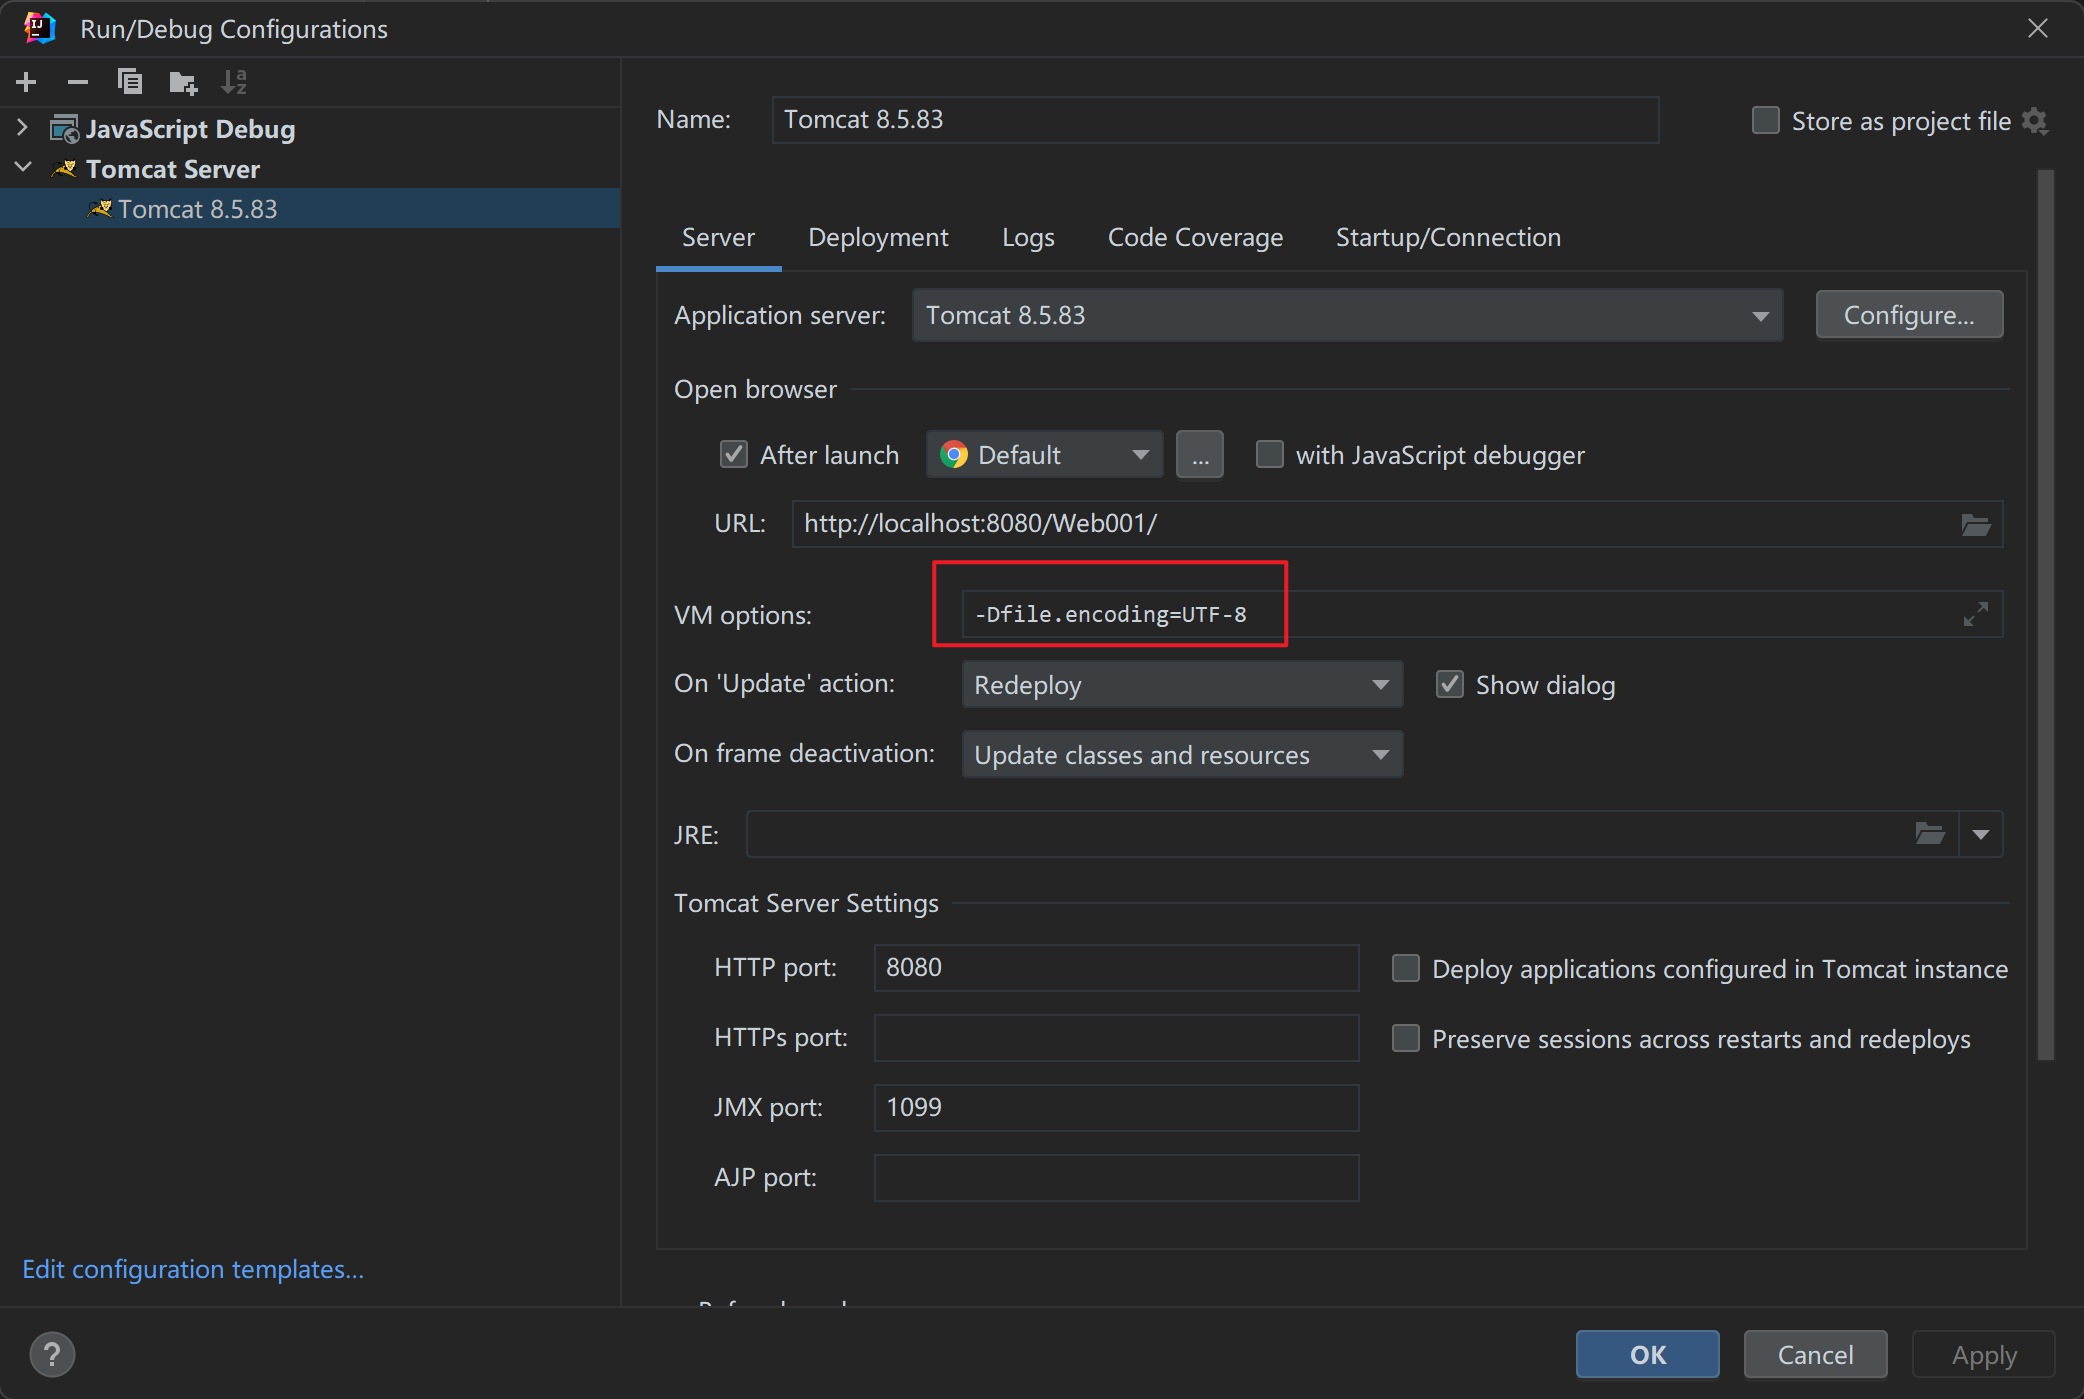 Run/Debug Configurations
JavaScript Debug
Tomcat Server
Tomcat 8.5.83
Edit configuration templates...
Name: Tomcat 8.5.83
Store as project file
Server Deployment Logs Code Coverage Startup/Connection
Application server: Tomcat 8.5.83 Configure...
Open browser
After launch Default ... with JavaScript debugger
URL: http://localhost:8080/Web001/
VM options: -Dfile.encoding=UTF-8
On 'Update' action: Redeploy Show dialog
On frame deactivation: Update classes and resources
JRE:
Tomcat Server Settings
HTTP port: 8080 Deploy applications configured in Tomcat instance
HTTPs port: Preserve sessions across restarts and redeploys
JMX port: 1099
AJP port:
? OK Cancel Apply